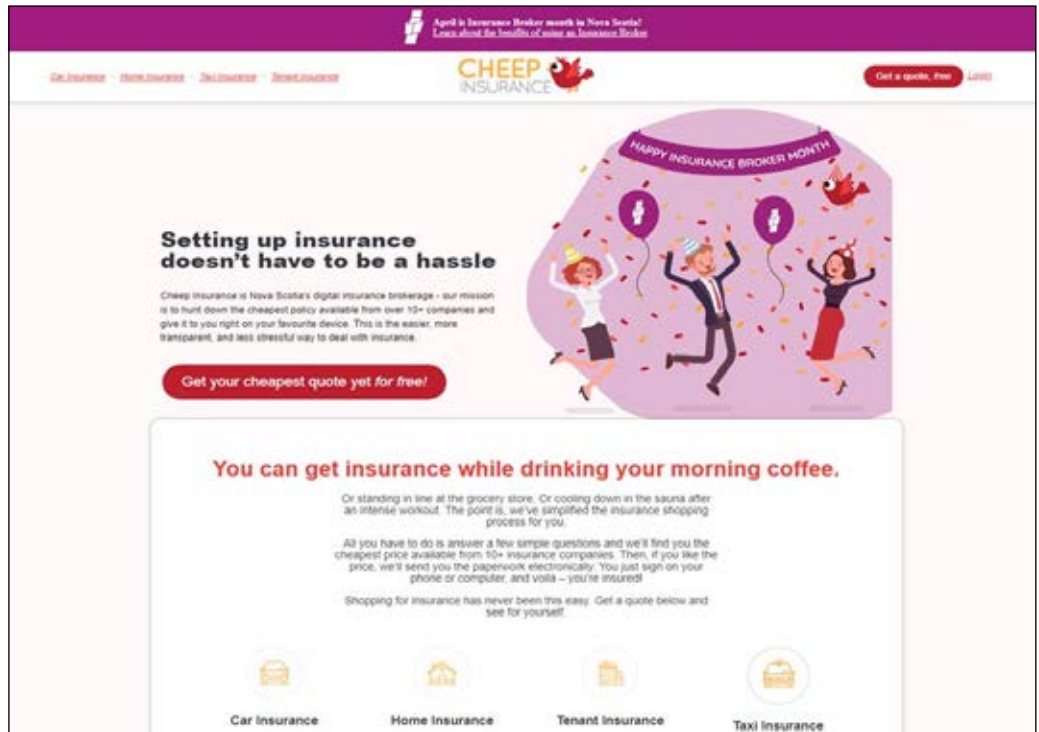 April is Insurance Broker month in Nova Scotia!
Learn about the benefits of using an Insurance Broker
Car Insurance - Home Insurance - Taxi Insurance - Tenant Insurance
CHEEP
INSURANCE
Get a quote, free
Login
HAPPY INSURANCE BROKER MONTH
Setting up insurance
doesn't have to be a hassle
Cheep Insurance is Nova Scotia's digital insurance brokerage - our mission
is to hunt down the cheapest policy available from over 10+ companies and
give it to you right on your favourite device. This is the easier, more
transparent, and less stressful way to deal with insurance.
Get your cheapest quote yet for free!
You can get insurance while drinking your morning coffee.
Or standing in line at the grocery store. Or cooling down in the sauna after
an intense workout. The point is, we've simplified the insurance shopping
process for you.
All you have to do is answer a few simple questions and we'll find you the
cheapest price available from 10+ insurance companies. Then, if you like the
price, we'll send you the paperwork electronically. You just sign on your
phone or computer, and voila – you're insured!
Shopping for insurance has never been this easy. Get a quote below and
see for yourself.
Car Insurance
Home Insurance
Tenant Insurance
Taxi Insurance